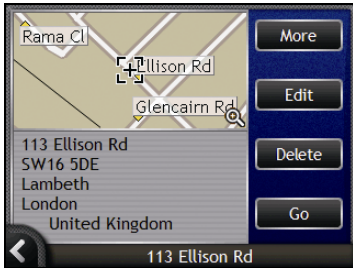 Rama Cl
Ellison Rd
Glencairn Rd
113 Ellison Rd
SW16 5DE
Lambeth
London
United Kingdom
More
Edit
Delete
Go
113 Ellison Rd